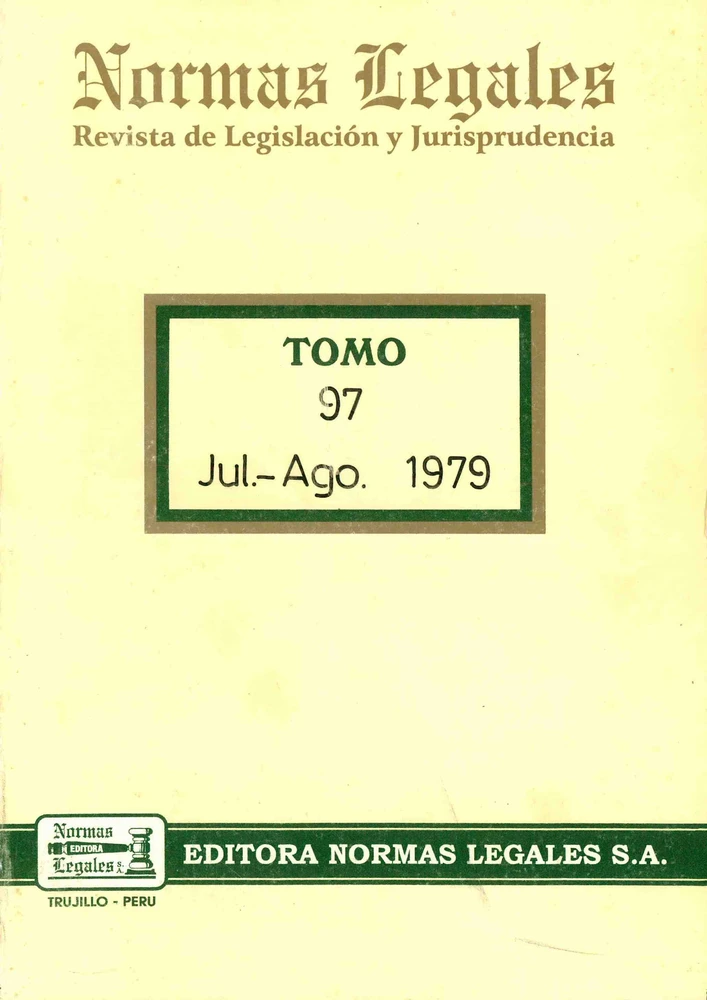 Normas Legales
Revista de Legislación y Jurisprudencia
TOMO
97
Jul.-Ago. 1979
Normas
EDITORA
Legales S.A.
EDITORA NORMAS LEGALES S.A.
TRUJILLO - PERU